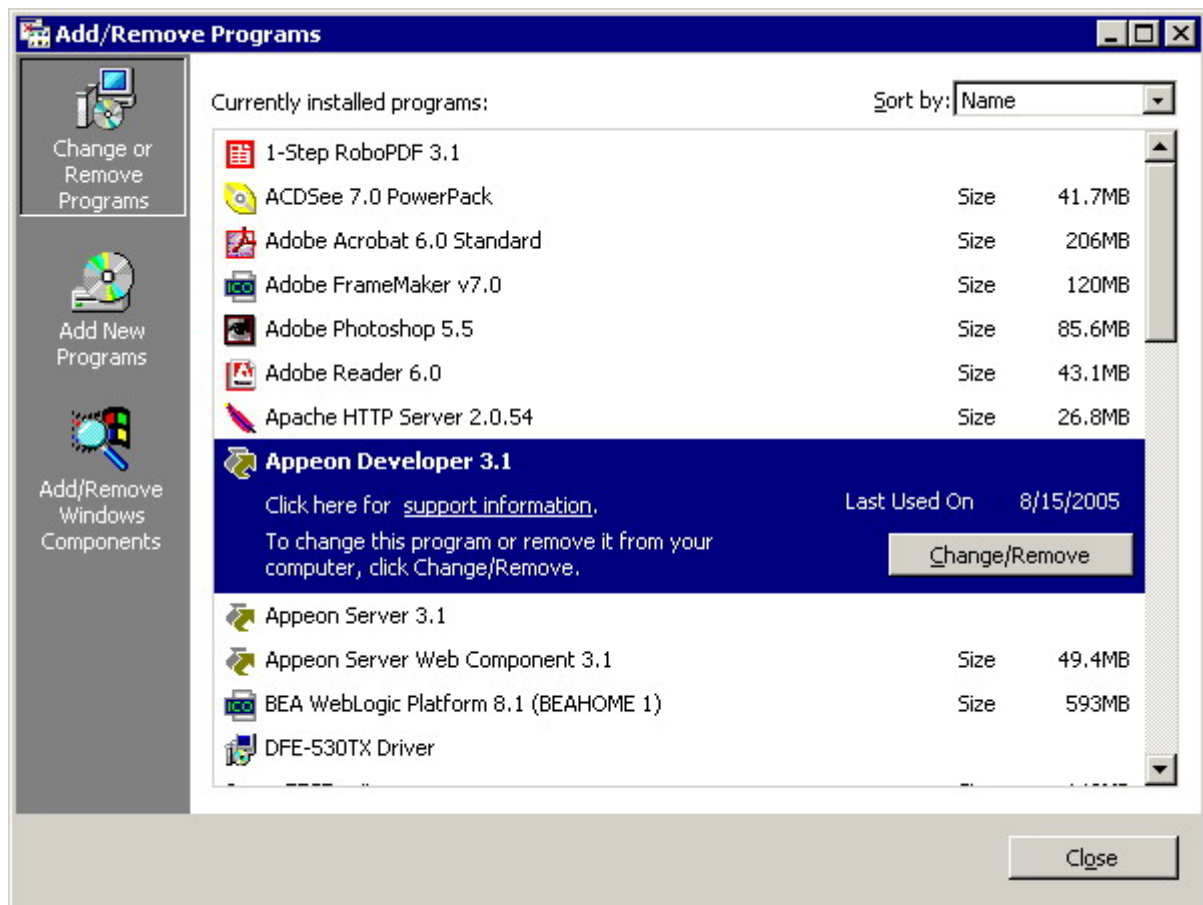 Add/Remove Programs
Change or
Remove
Programs
Add New
Programs
Add/Remove
Windows
Components
Currently installed programs:
Sort by: Name
1-Step RoboPDF 3.1
ACDSee 7.0 PowerPack Size 41.7MB
Adobe Acrobat 6.0 Standard Size 206MB
ICO Adobe FrameMaker v7.0 Size 120MB
Adobe Photoshop 5.5 Size 85.6MB
Adobe Reader 6.0 Size 43.1MB
Apache HTTP Server 2.0.54 Size 26.8MB
Appeon Developer 3.1
Click here for support information. Last Used On 8/15/2005
To change this program or remove it from your
computer, click Change/Remove.
Change/Remove
Appeon Server 3.1
Appeon Server Web Component 3.1 Size 49.4MB
ICO BEA WebLogic Platform 8.1 (BEAHOME 1) Size 593MB
DFE-530TX Driver
Close